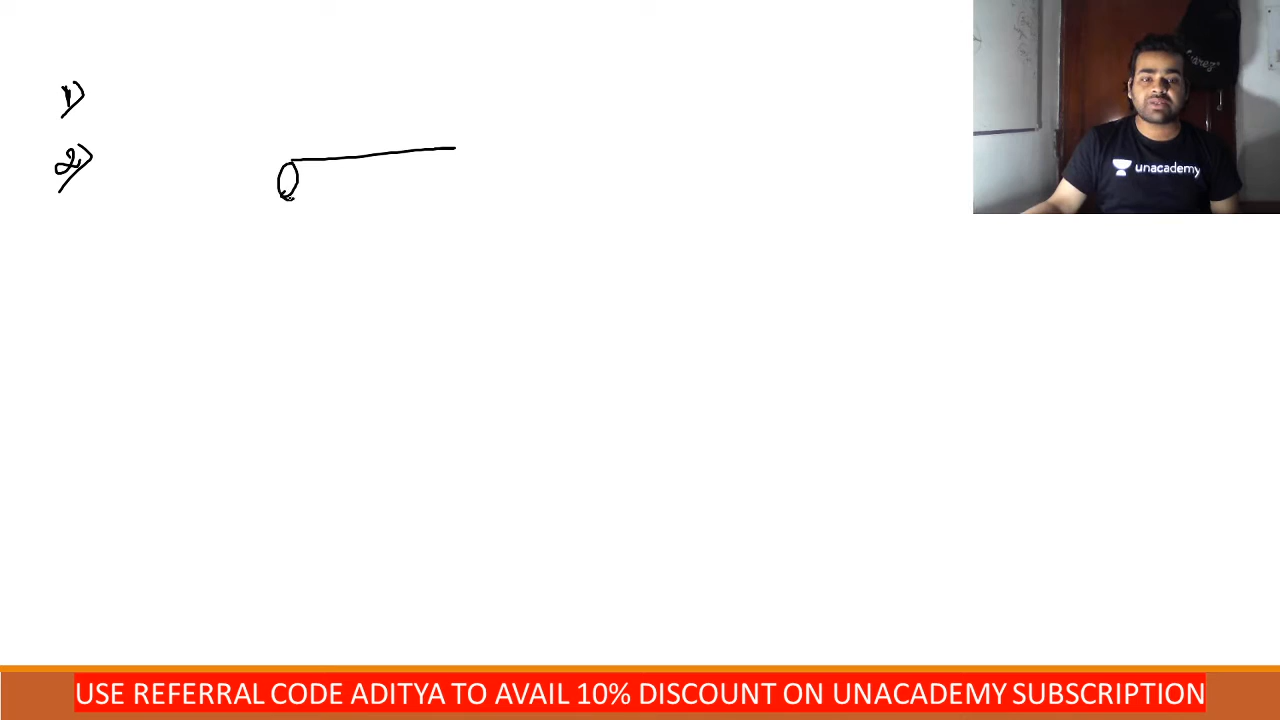 1)
2)
unacademy
USE REFERRAL CODE ADITYA TO AVAIL 10% DISCOUNT ON UNACADEMY SUBSCRIPTION